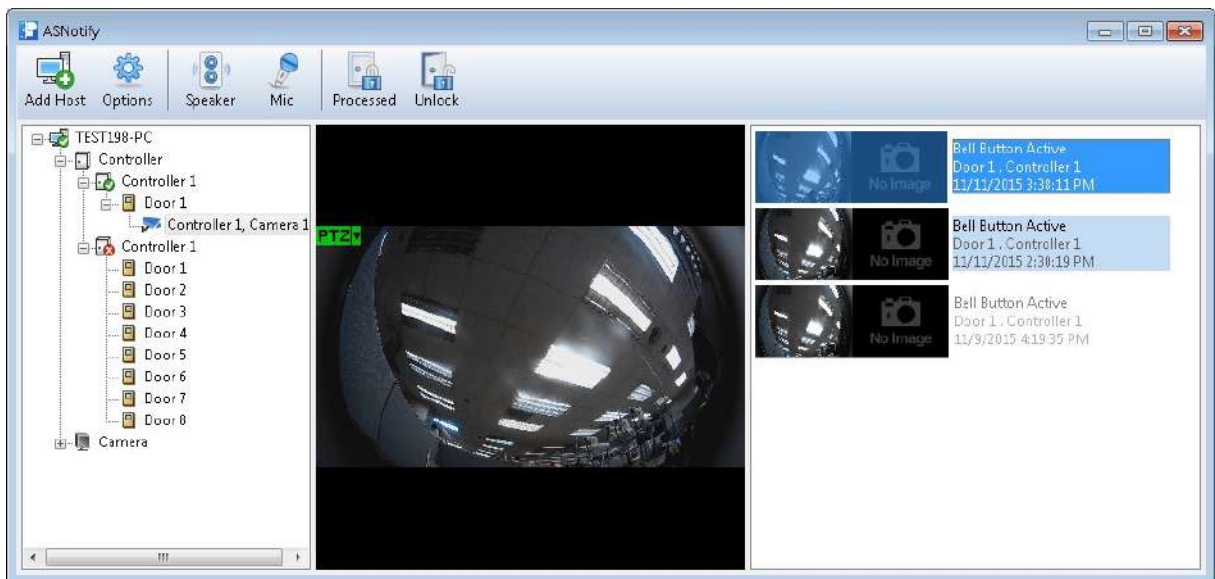 ASNotify
Add Host Options Speaker Mic Processed Unlock
TEST198-PC
Controller
Controller 1
Door 1
Controller 1, Camera 1
Controller 1
Door 1
Door 2
Door 3
Door 4
Door 5
Door 6
Door 7
Door 8
Camera
PTZ
No Image
Bell Button Active
Door 1 . Controller 1
11/11/2015 3:38:11 PM
No Image
Bell Button Active
Door 1 . Controller 1
11/11/2015 2:38:19 PM
No Image
Bell Button Active
Door 1 . Controller 1
11/9/2015 4:19:35 PM